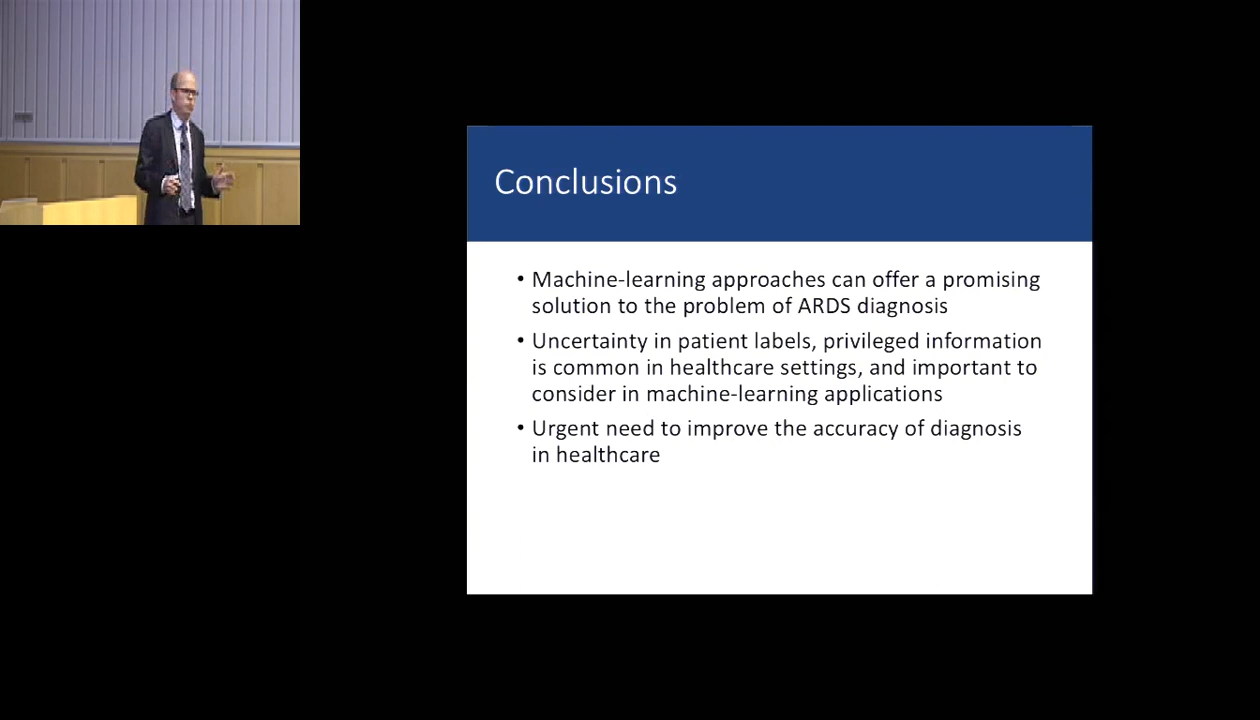 Conclusions
• Machine-learning approaches can offer a promising
solution to the problem of ARDS diagnosis
• Uncertainty in patient labels, privileged information
is common in healthcare settings, and important to
consider in machine-learning applications
• Urgent need to improve the accuracy of diagnosis
in healthcare